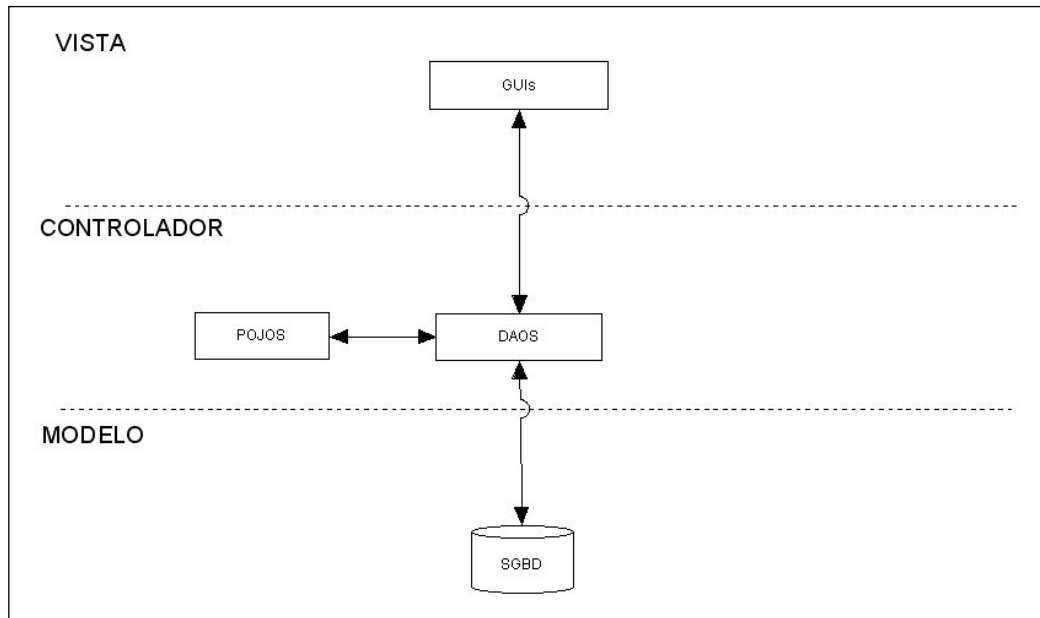 VISTA
GUIs
CONTROLADOR
POJOS
DAOS
MODELO
SGBD